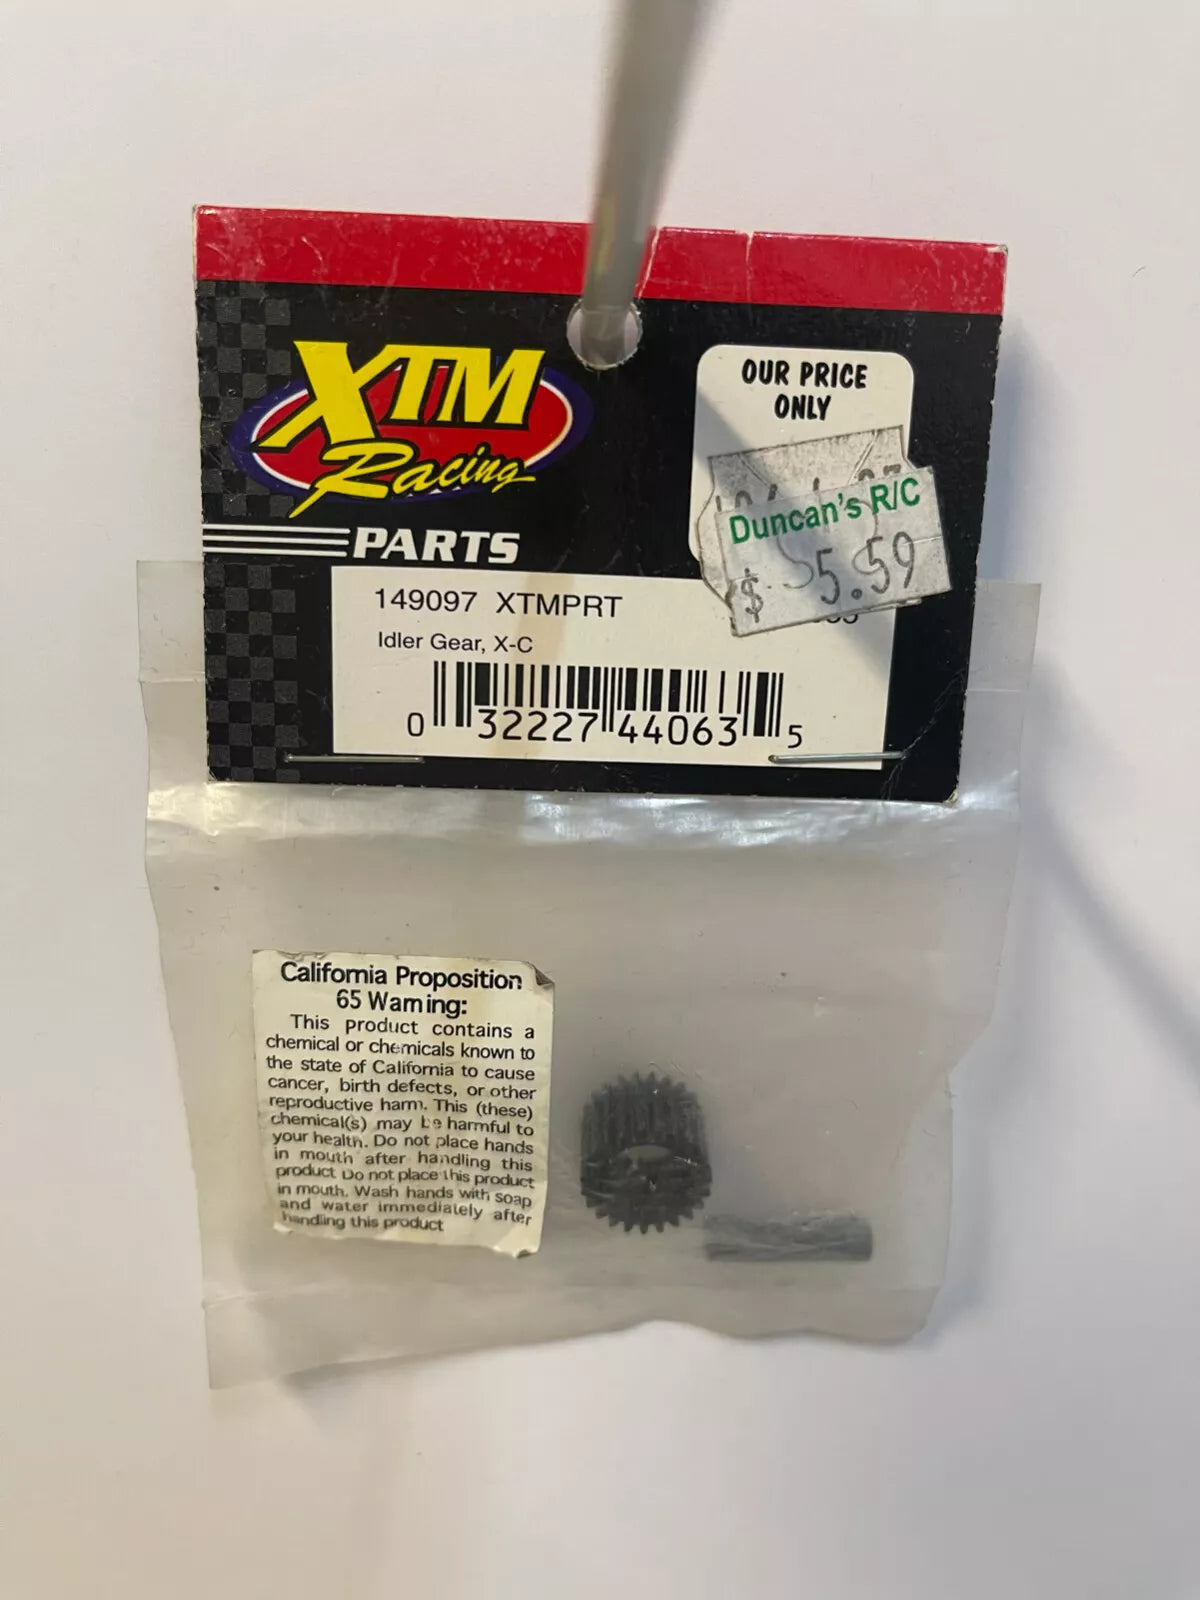 XTM
Racing
PARTS
OUR PRICE
ONLY
Duncan's R/C
$ 5.59
149097 XTMPRT
Idler Gear, X-C
0 32227 44063 5
California Proposition
65 Warning:
This product contains a
chemical or chemicals known to
the state of California to cause
cancer, birth defects, or other
reproductive harm. This (these)
chemical(s) may be harmful to
your health. Do not place hands
in mouth after handling this
product Do not place this product
in mouth. Wash hands with soap
and water immediately after
handling this product